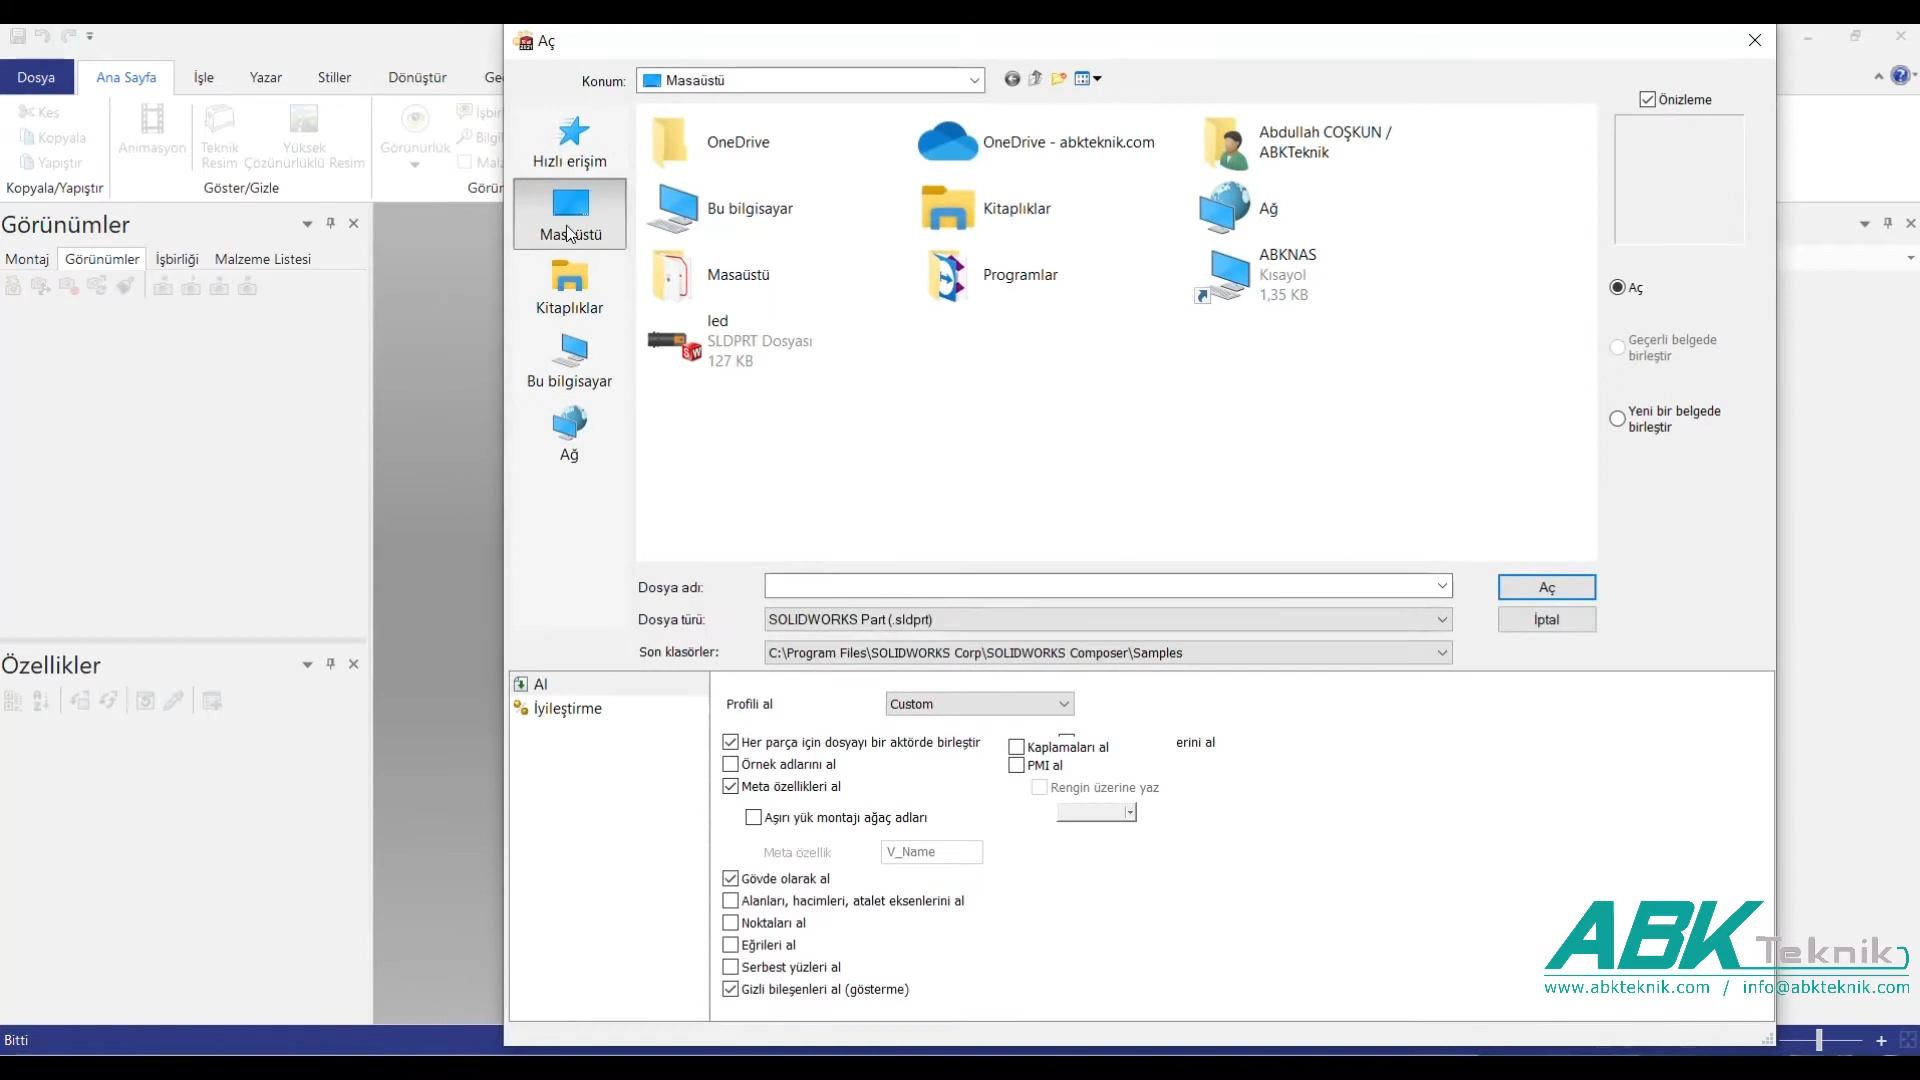 Aç
Dosya
Ana Sayfa
İşle
Yazar
Stiller
Dönüştür
Ge
Kes
Kopyala
Yapıştır
Kopyala/Yapıştır
Animasyon
Teknik
Resim
Yüksek
Çözünürlüklü Resim
Göster/Gizle
Görünürlük
İşbir
Bilgi
Malz
Görür
Görünümler
Montaj
Görünümler
İşbirliği
Malzeme Listesi
Özellikler
Bitti
Konum:
Masaüstü
Hızlı erişim
Masaüstü
Kitaplıklar
Bu bilgisayar
Ağ
OneDrive
OneDrive - abkteknik.com
Abdullah COŞKUN /
ABKTeknik
Bu bilgisayar
Kitaplıklar
Ağ
Masaüstü
Programlar
ABKNAS
Kısayol
1,35 KB
led
SLDPRT Dosyası
127 KB
Önizleme
Aç
Geçerli belgede
birleştir
Yeni bir belgede
birleştir
Dosya adı:
Aç
Dosya türü:
SOLIDWORKS Part (.sldprt)
İptal
Son klasörler:
C:\Program Files\SOLIDWORKS Corp\SOLIDWORKS Composer\Samples
Al
İyileştirme
Profili al
Custom
Her parça için dosyayı bir aktörde birleştir
Kaplamaları al
erini al
Örnek adlarını al
PMI al
Meta özellikleri al
Rengin üzerine yaz
Aşırı yük montajı ağaç adları
Meta özellik
V_Name
Gövde olarak al
Alanları, hacimleri, atalet eksenlerini al
Noktaları al
Eğrileri al
Serbest yüzleri al
Gizli bileşenleri al (gösterme)
ABK Teknik
www.abkteknik.com / info@abkteknik.com